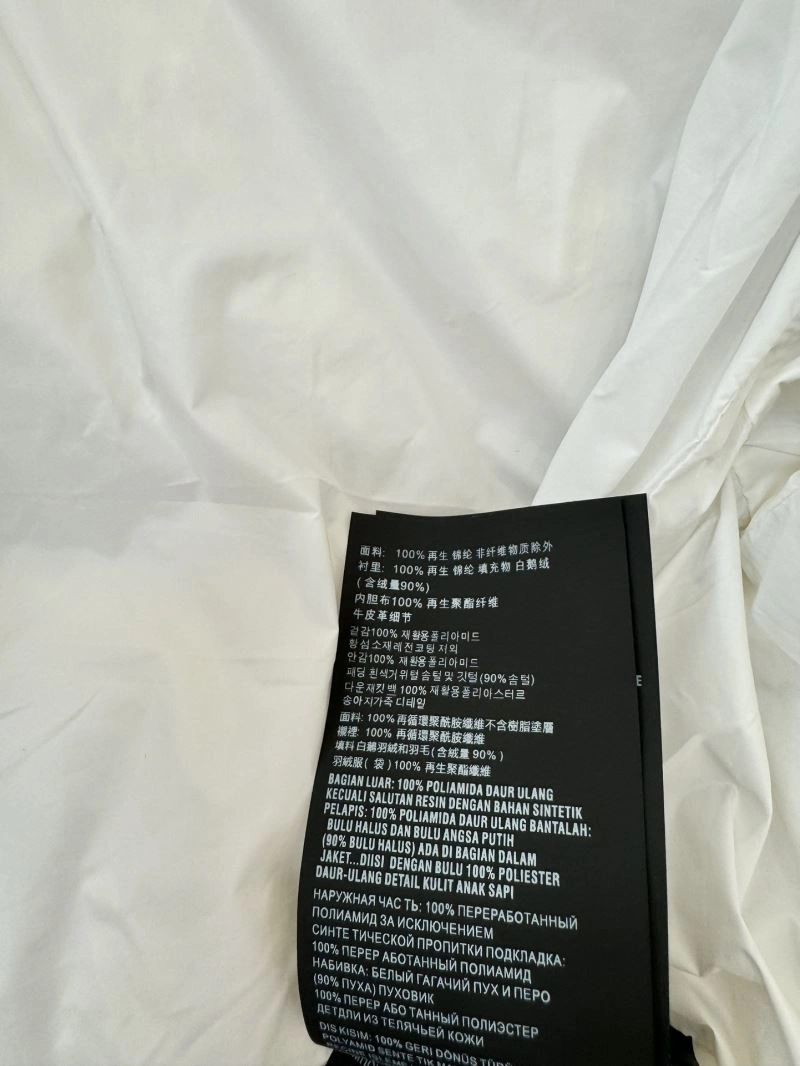 面料: 100% 再生 锦纶 非纤维物质除外
衬里: 100% 再生 锦纶 填充物 白鹅绒
(含绒量90%)
内胆布100% 再生聚酯纤维
牛皮革细节
겉감100% 재활용폴리아미드
합섬소재레전코팅 저외
안감100% 재활용폴리아미드
패딩 흰색거위털솜털 및 깃털(90%솜털)
다운재킷 백 100% 재활용폴리아스터르
송아지가죽 디테일
面料: 100% 再循環聚酰胺纖維不含樹脂塗層
襯裡: 100% 再循環聚酰胺纖維
填料白鵝羽絨和羽毛(含絨量 90%)
羽絨服( 袋)100% 再生聚酯纖維
E
BAGIAN LUAR: 100% POLIAMIDA DAUR ULANG
KECUALI SALUTAN RESIN DENGAN BAHAN SINTETIK
PELAPIS: 100% POLIAMIDA DAUR ULANG BANTALAH:
BULU HALUS DAN BULU ANGSA PUTIH
(90% BULU HALUS) ADA DI BAGIAN DALAM
JAKET...DIISI DENGAN BULU 100% POLIESTER
DAUR-ULANG DETAIL KULIT ANAK SAPI
НАРУЖНАЯ ЧАС ТЬ: 100% ПЕРЕРАБОТАННЫЙ
ПОЛИАМИД ЗА ИСКЛЮЧЕНИЕМ
СИНТЕ ТИЧЕСКОЙ ПРОПИТКИ ПОДКЛАДКА:
100% ПЕРЕР АБОТАННЫЙ ПОЛИАМИД
НАБИВКА: БЕЛЫЙ ГАГАЧИЙ ПУХ И ПЕРО
(90% ПУХА) ПУХОВИК
100% ПЕРЕР АБО ТАННЫЙ ПОЛИЭСТЕР
ДЕТДЛИ ИЗ ТЕЛЯЧЬЕЙ КОЖИ
DIS KISIM: 100% GERI DÖNÜS
POLYAMID SENTE TIK